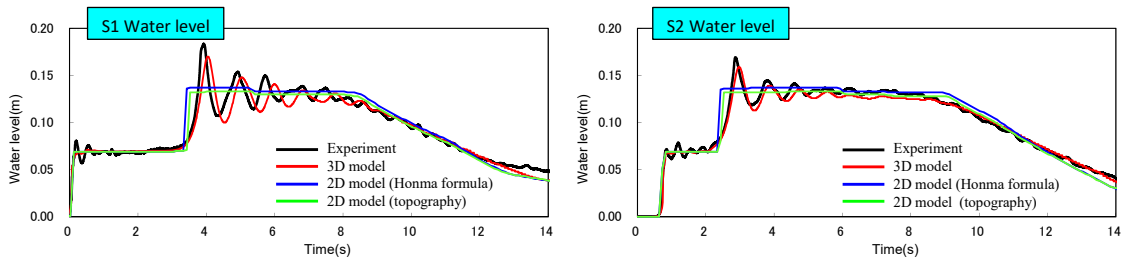 S1 Water level
0.20
0.15
0.10
0.05
0.00
Water level(m)
Experiment
3D model
2D model (Honma formula)
2D model (topography)
0 2 4 6 8 10 12 14
Time(s)
S2 Water level
0.20
0.15
0.10
0.05
0.00
Water level(m)
Experiment
3D model
2D model (Honma formula)
2D model (topography)
0 2 4 6 8 10 12 14
Time(s)